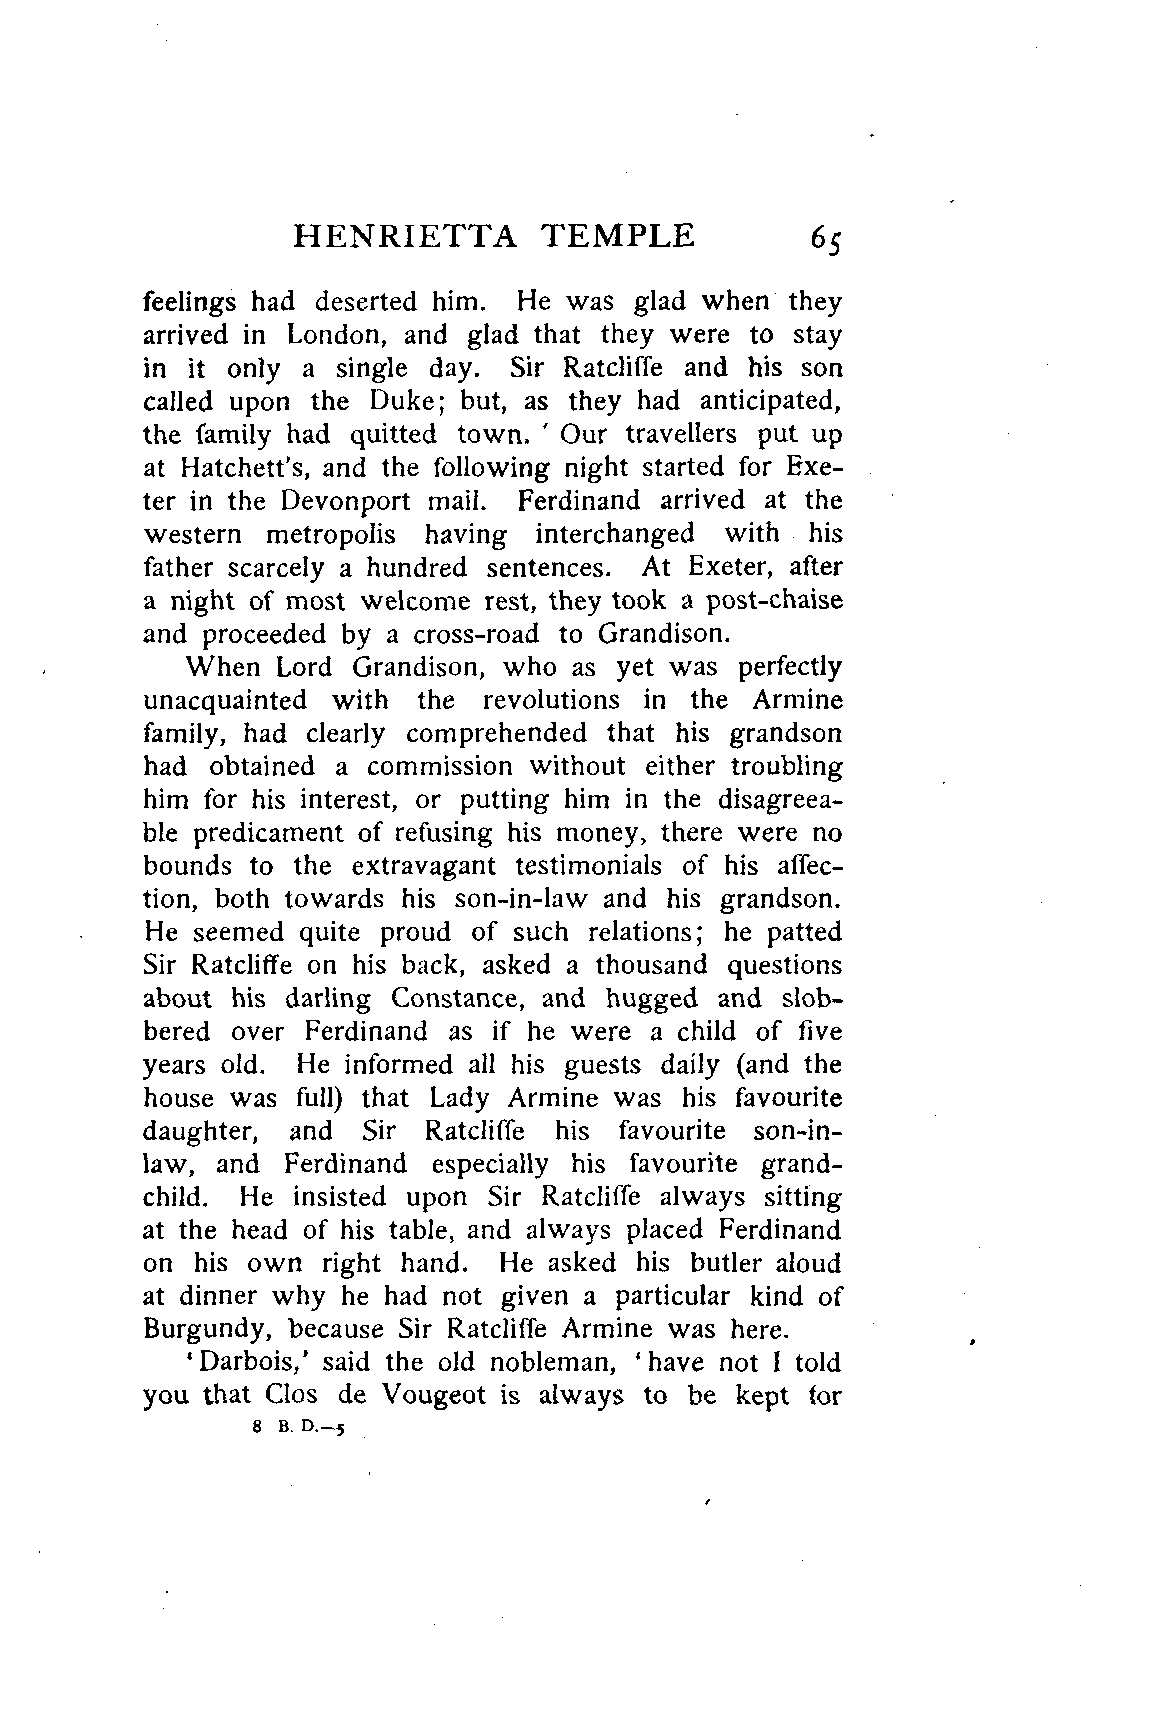 HENRIETTA TEMPLE 65
feelings had deserted him. He was glad when they
arrived in London, and glad that they were to stay
in it only a single day. Sir Ratcliffe and his son
called upon the Duke; but, as they had anticipated,
the family had quitted town. ' Our travellers put up
at Hatchett's, and the following night started for Exe-
ter in the Devonport mail. Ferdinand arrived at the
western metropolis having interchanged with his
father scarcely a hundred sentences. At Exeter, after
a night of most welcome rest, they took a post-chaise
and proceeded by a cross-road to Grandison.
When Lord Grandison, who as yet was perfectly
unacquainted with the revolutions in the Armine
family, had clearly comprehended that his grandson
had obtained a commission without either troubling
him for his interest, or putting him in the disagreea-
ble predicament of refusing his money, there were no
bounds to the extravagant testimonials of his affec-
tion, both towards his son-in-law and his grandson.
He seemed quite proud of such relations; he patted
Sir Ratcliffe on his back, asked a thousand questions
about his darling Constance, and hugged and slob-
bered over Ferdinand as if he were a child of five
years old. He informed all his guests daily (and the
house was full) that Lady Armine was his favourite
daughter, and Sir Ratcliffe his favourite son-in-
law, and Ferdinand especially his favourite grand-
child. He insisted upon Sir Ratcliffe always sitting
at the head of his table, and always placed Ferdinand
on his own right hand. He asked his butler aloud
at dinner why he had not given a particular kind of
Burgundy, because Sir Ratcliffe Armine was here.
'Darbois,' said the old nobleman, 'have not I told
you that Clos de Vougeot is always to be kept for
8 B. D.—5